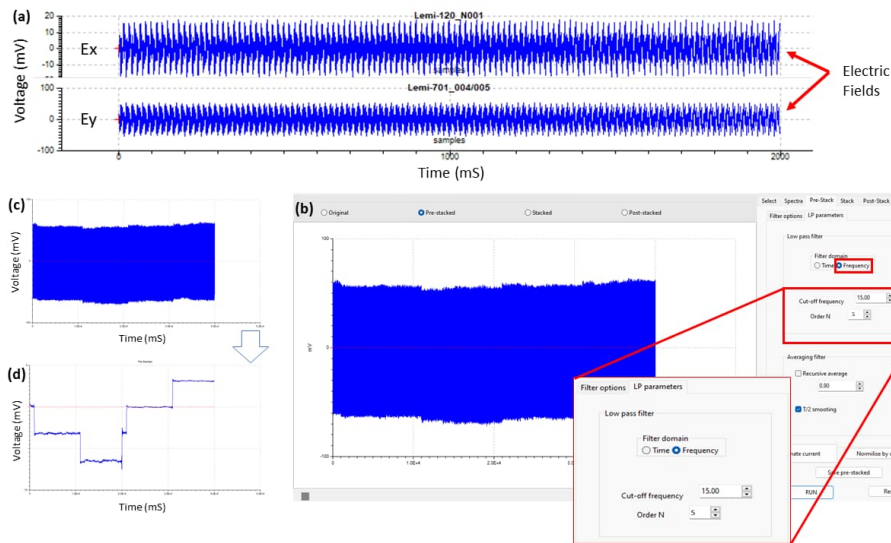 (a)
Lemi-120_N001
20
10
0
-10
Ex
samples
Electric
Fields
Voltage (mV)
Lemi-701_004/005
100
0
-100
Ey
samples
0
1000
2000
Time (mS)
(c)
Voltage (mV)
Time (mS)
(d)
Voltage (mV)
Time (mS)
(b)
Original
Pre-stacked
Stacked
Post-stacked
100
0
-100
mV
1.0E+4
2.0E+4
Select Spectra Pre-Stack Stack Post-Stack
Filter options LP parameters
Low pass filter
Filter domain
Time Frequency
Cut-off frequency 15.00
Order N 5
Averaging filter
Recursive average
0.90
T/2 smoothing
Normilise by
RUN
Filter options LP parameters
Low pass filter
Filter domain
Time Frequency
Cut-off frequency 15.00
Order N 5